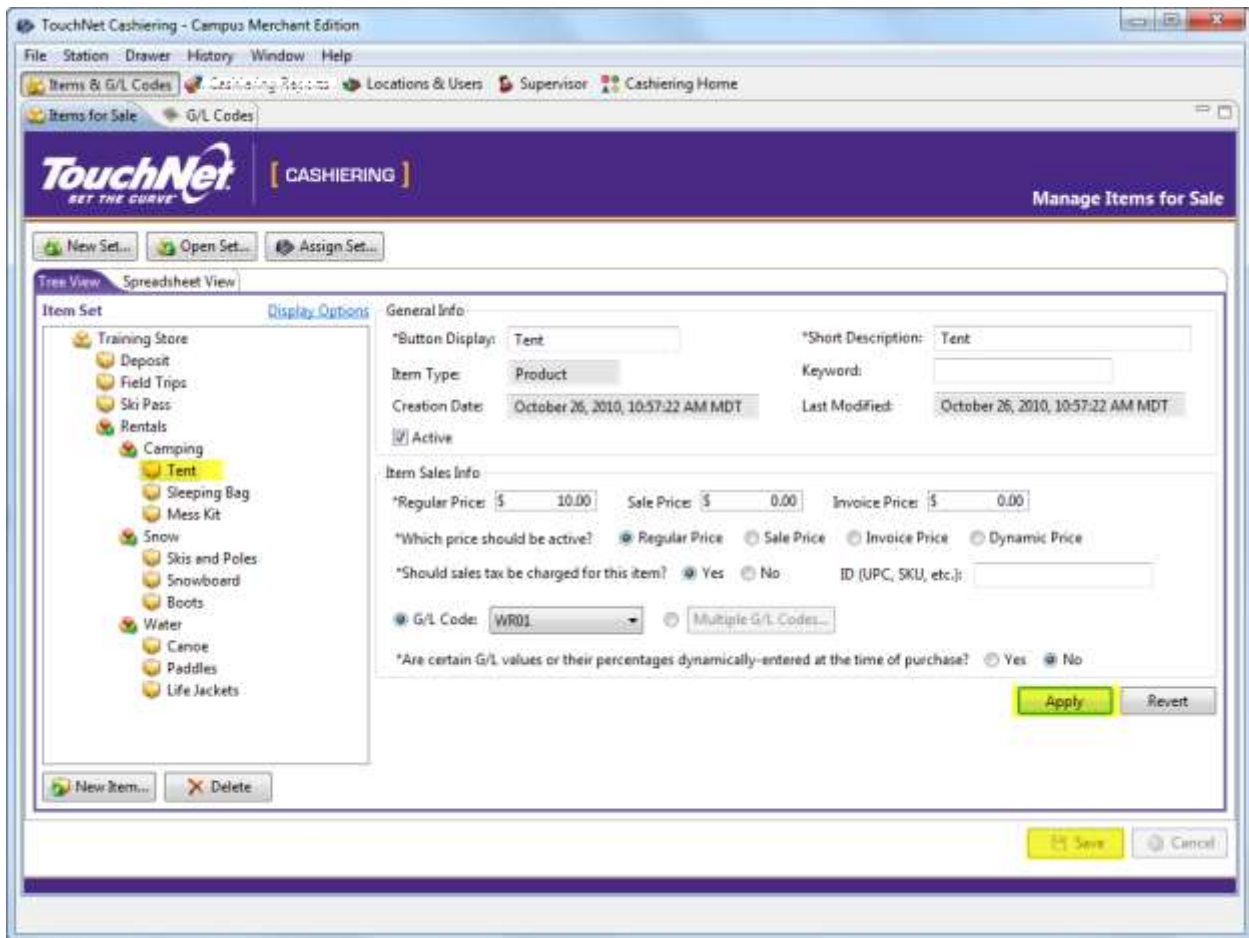 TouchNet Cashiering - Campus Merchant Edition
File Station Drawer History Window Help
Items & G/L Codes Cashiering Reports Locations & Users Supervisor Cashiering Home
Items for Sale G/L Codes
TouchNet [ CASHIERING ]
SET THE CURVE
Manage Items for Sale
New Set... Open Set... Assign Set...
Tree View Spreadsheet View
Item Set Display Options
Training Store
Deposit
Field Trips
Ski Pass
Rentals
Camping
Tent
Sleeping Bag
Mess Kit
Snow
Skis and Poles
Snowboard
Boots
Water
Canoe
Paddles
Life Jackets
New Item... Delete
General Info
*Button Display: Tent *Short Description: Tent
Item Type: Product Keyword:
Creation Date: October 26, 2010, 10:57:22 AM MDT Last Modified: October 26, 2010, 10:57:22 AM MDT
Active
Item Sales Info
*Regular Price: $ 10.00 Sale Price: $ 0.00 Invoice Price: $ 0.00
*Which price should be active? Regular Price Sale Price Invoice Price Dynamic Price
*Should sales tax be charged for this item? Yes No ID (UPC, SKU, etc.):
G/L Code: WR01 Multiple G/L Codes...
*Are certain G/L values or their percentages dynamically-entered at the time of purchase? Yes No
Apply Revert
Save Cancel